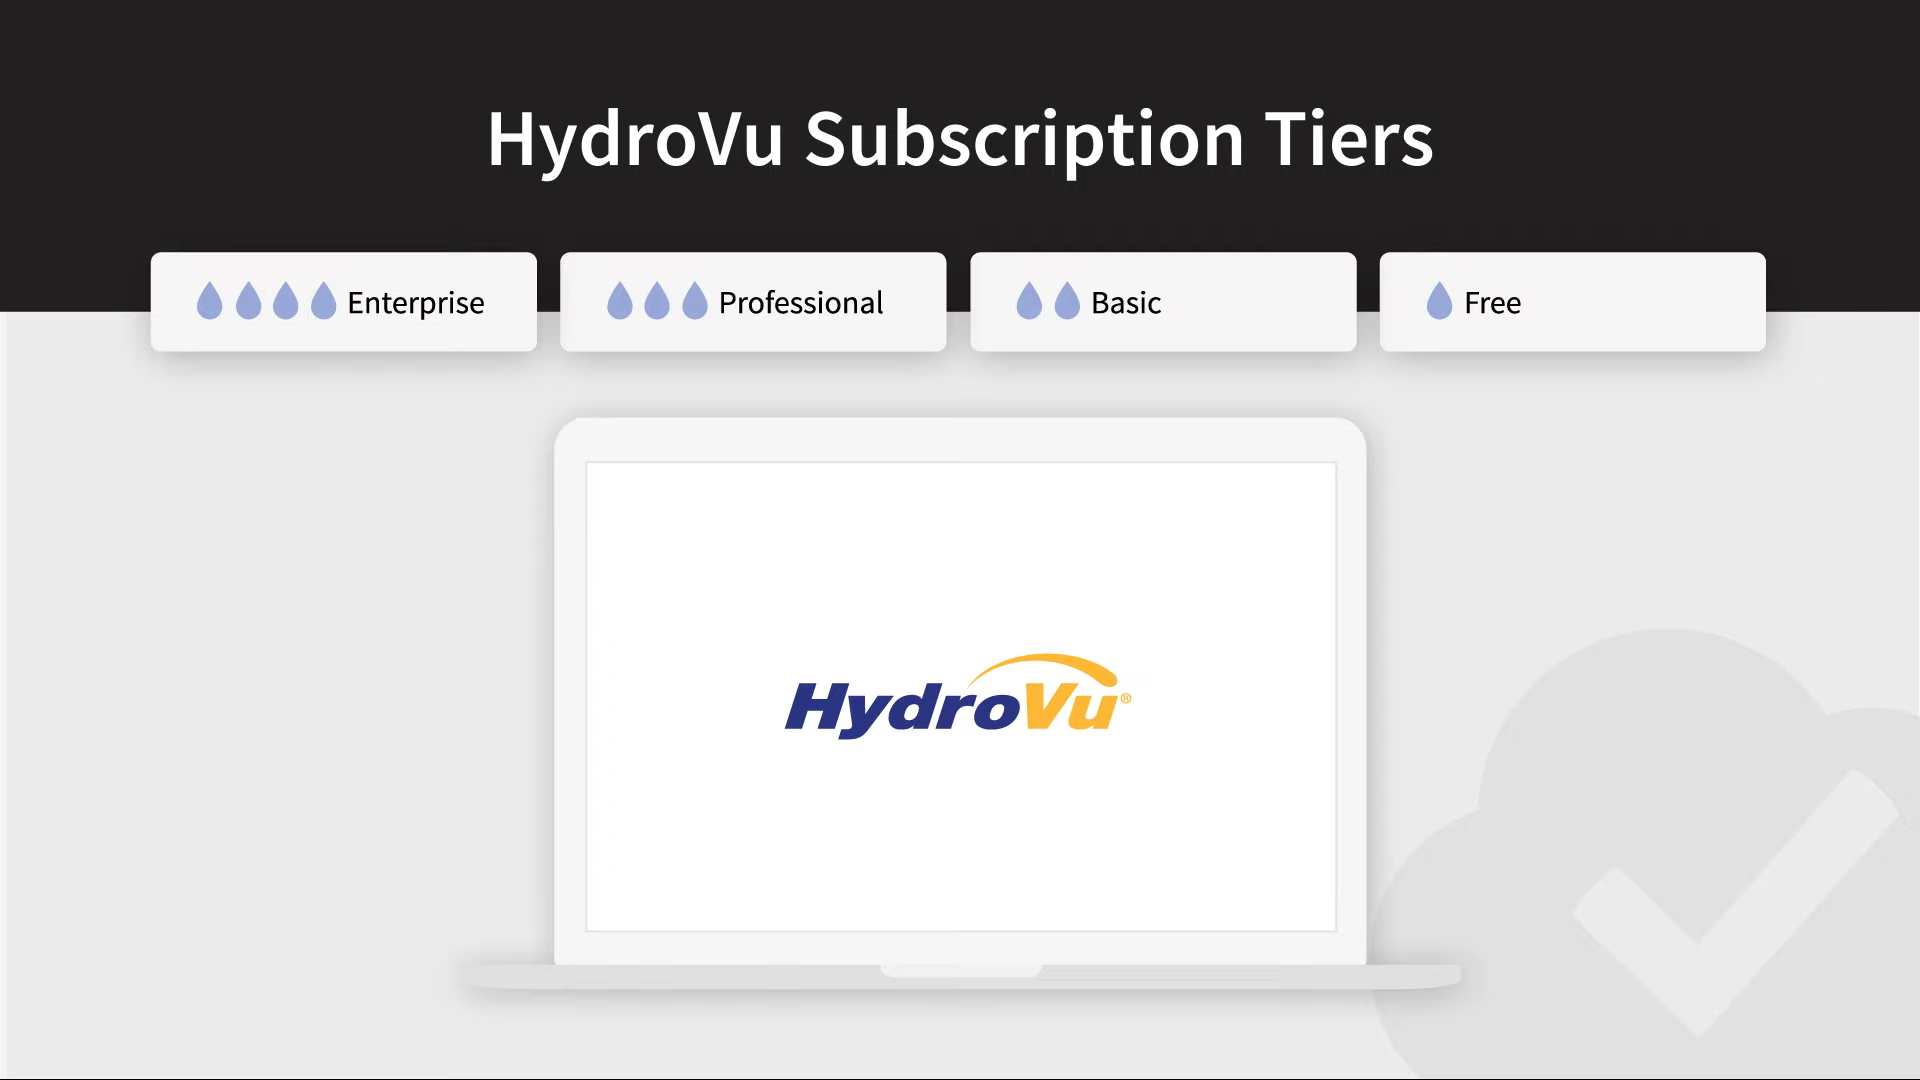 HydroVu Subscription Tiers
Enterprise
Professional
Basic
Free
HydroVu®